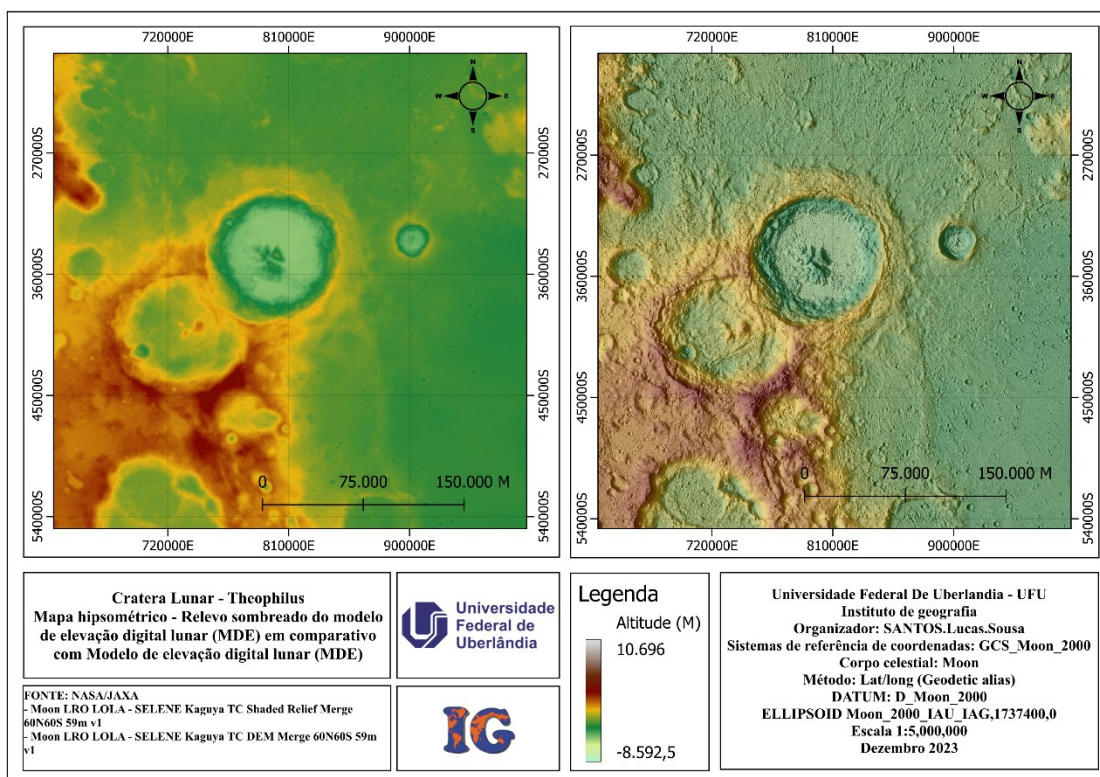 720000E 810000E 900000E
720000E 810000E 900000E
N
W E
S
N
W E
S
270000S
270000S
270000S
360000S
360000S
360000S
450000S
450000S
450000S
540000S
540000S
540000S
0 75.000 150.000 M
0 75.000 150.000 M
720000E 810000E 900000E
720000E 810000E 900000E
Cratera Lunar - Theophilus
Mapa hipsométrico - Relevo sombreado do modelo
de elevação digital lunar (MDE) em comparativo
com Modelo de elevação digital lunar (MDE)
FONTE: NASA/JAXA
- Moon LRO LOLA - SELENE Kaguya TC Shaded Relief Merge
60N60S 59m v1
- Moon LRO LOLA - SELENE Kaguya TC DEM Merge 60N60S 59m
v1
Universidade
Federal de
Uberlândia
IG
Legenda
Altitude (M)
10.696
-8.592,5
Universidade Federal De Uberlandia - UFU
Instituto de geografia
Organizador: SANTOS.Lucas.Sousa
Sistemas de referência de coordenadas: GCS_Moon_2000
Corpo celestial: Moon
Método: Lat/long (Geodetic alias)
DATUM: D_Moon_2000
ELLIPSOID Moon_2000_IAU_IAG,1737400,0
Escala 1:5,000,000
Dezembro 2023